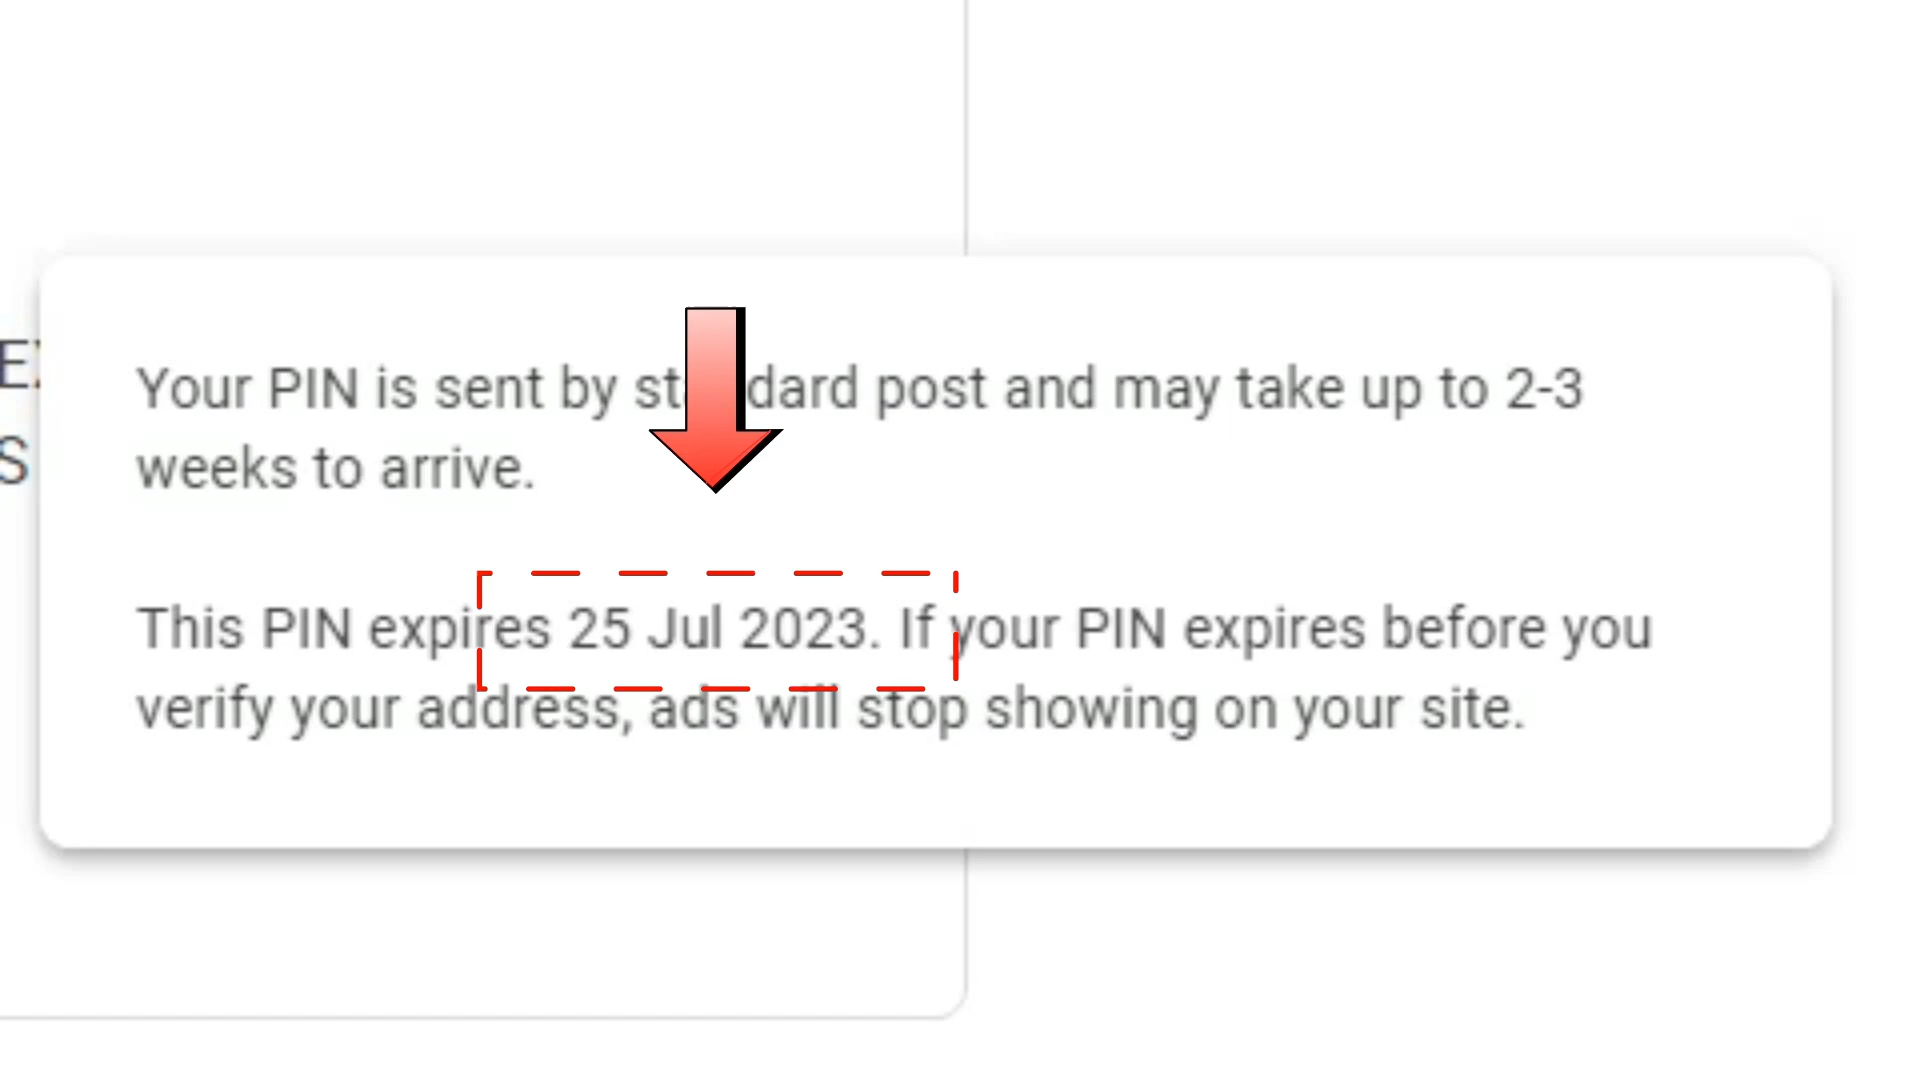 Your PIN is sent by standard post and may take up to 2-3
weeks to arrive.
This PIN expires 25 Jul 2023. If your PIN expires before you
verify your address, ads will stop showing on your site.